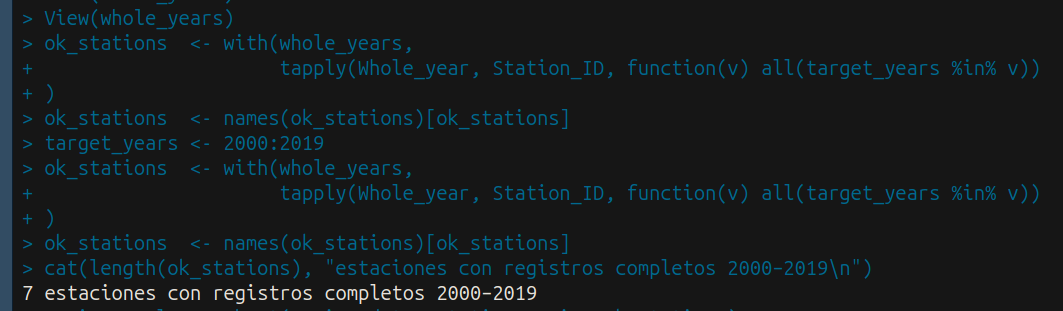 > View(whole_years)
> ok_stations  <- with(whole_years,
+                      tapply(Whole_year, Station_ID, function(v) all(target_years %in% v))
+ )
> ok_stations  <- names(ok_stations)[ok_stations]
> target_years <- 2000:2019
> ok_stations  <- with(whole_years,
+                      tapply(Whole_year, Station_ID, function(v) all(target_years %in% v))
+ )
> ok_stations  <- names(ok_stations)[ok_stations]
> cat(length(ok_stations), "estaciones con registros completos 2000–2019\n")
7 estaciones con registros completos 2000–2019